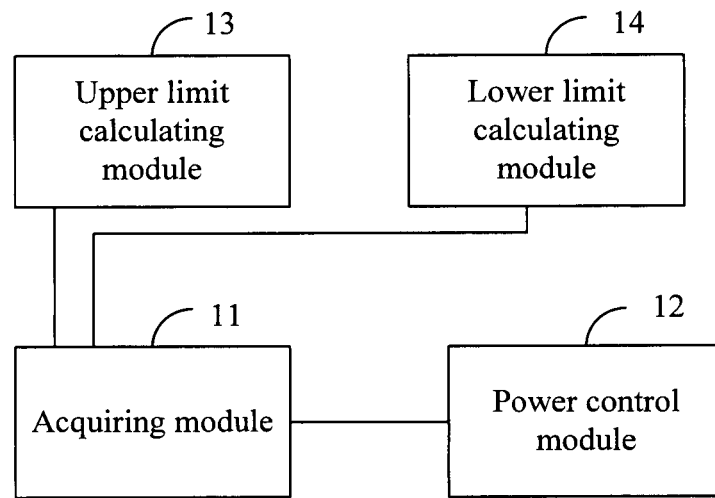 13
Upper limit
calculating
module
14
Lower limit
calculating
module
11
Acquiring module
12
Power control
module